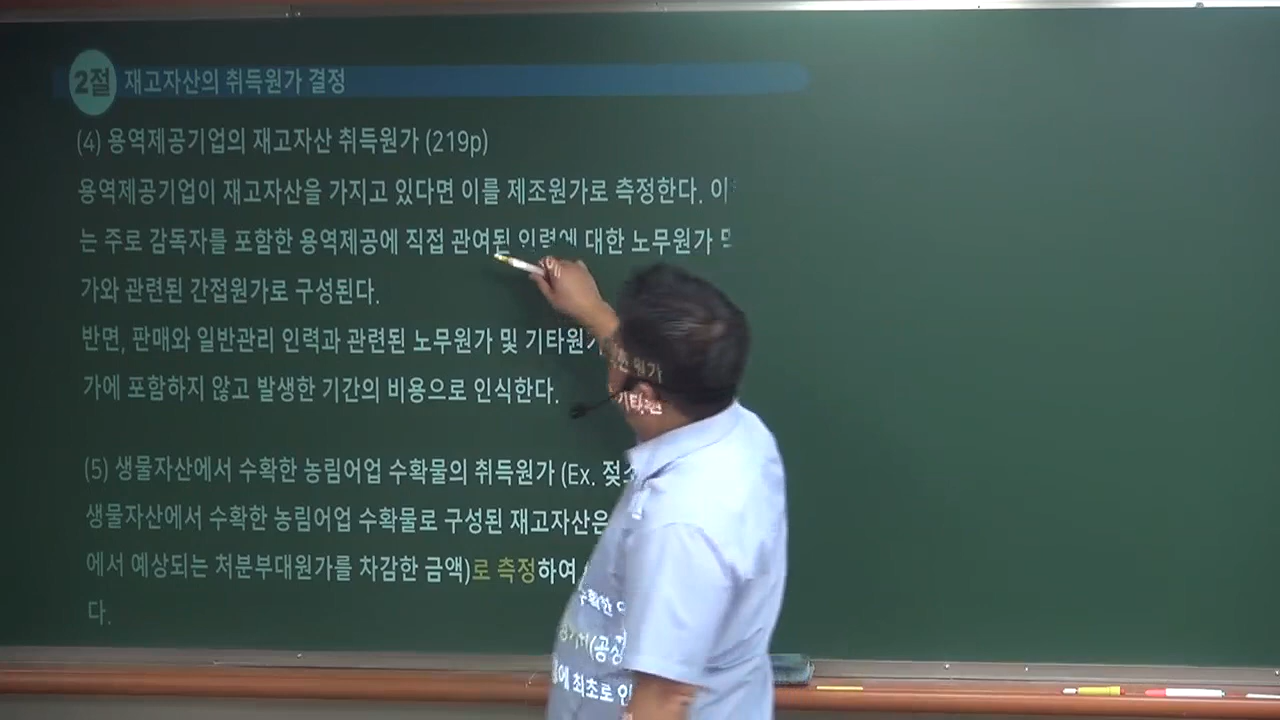 2절 재고자산의 취득원가 결정
(4) 용역제공기업의 재고자산 취득원가 (219p)
용역제공기업이 재고자산을 가지고 있다면 이를 제조원가로 측정한다. 이
는 주로 감독자를 포함한 용역제공에 직접 관여된 인력에 대한 노무원가 및
가와 관련된 간접원가로 구성된다.
반면, 판매와 일반관리 인력과 관련된 노무원가 및 기타원가
가에 포함하지 않고 발생한 기간의 비용으로 인식한다.
(5) 생물자산에서 수확한 농림어업 수확물의 취득원가 (Ex. 젖소
생물자산에서 수확한 농림어업 수확물로 구성된 재고자산은
에서 예상되는 처분부대원가를 차감한 금액)로 측정하여 에 최초로 인
다.